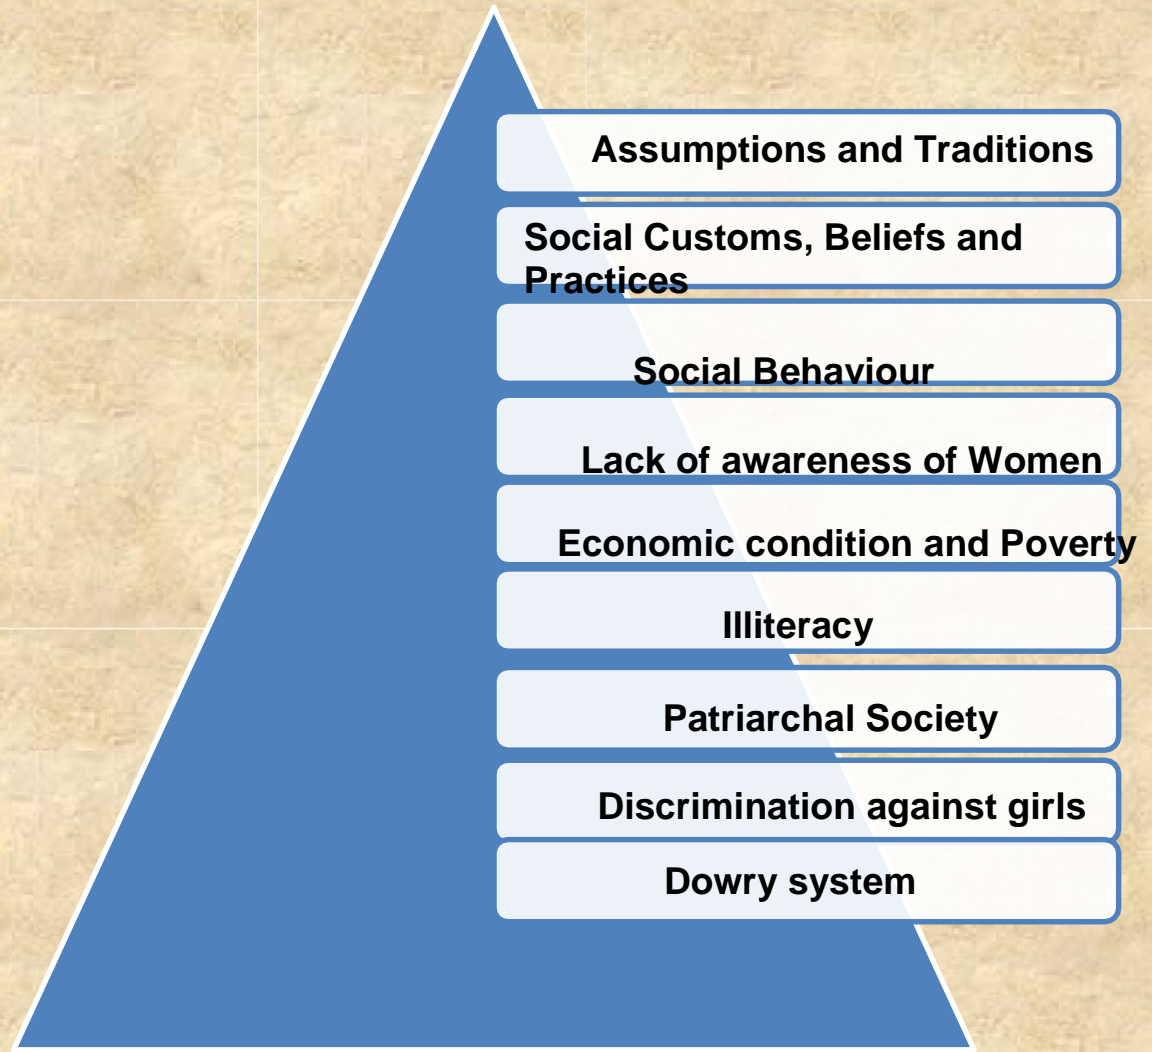 Assumptions and Traditions
Social Customs, Beliefs and
Practices
Social Behaviour
Lack of awareness of Women
Economic condition and Poverty
Illiteracy
Patriarchal Society
Discrimination against girls
Dowry system